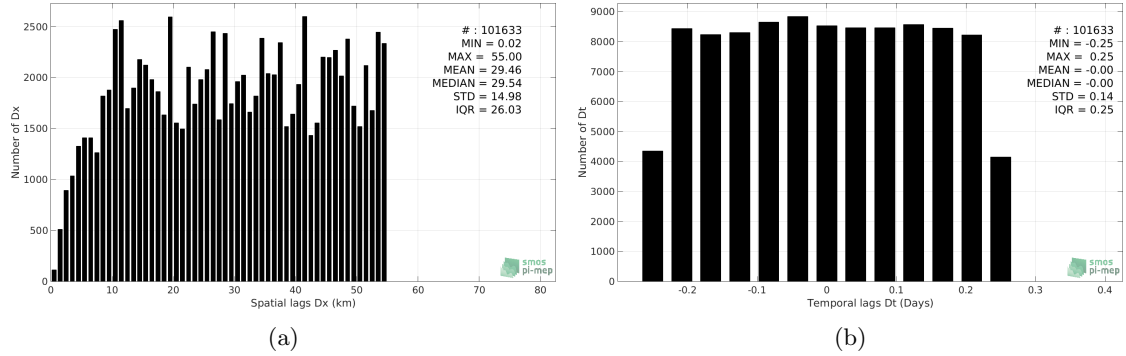 2500
2000
1500
1000
500
0
0 10 20 30 40 50 60 70 80
Number of Dx
Spatial lags Dx (km)
# : 101633
MIN = 0.02
MAX = 55.00
MEAN = 29.46
MEDIAN = 29.54
STD = 14.98
IQR = 26.03
smos
pi-mep
(a)
9000
8000
7000
6000
5000
4000
3000
2000
1000
0
-0.2 -0.1 0 0.1 0.2 0.3 0.4
Number of Dt
Temporal lags Dt (Days)
# : 101633
MIN = -0.25
MAX = 0.25
MEAN = -0.00
MEDIAN = -0.00
STD = 0.14
IQR = 0.25
smos
pi-mep
(b)